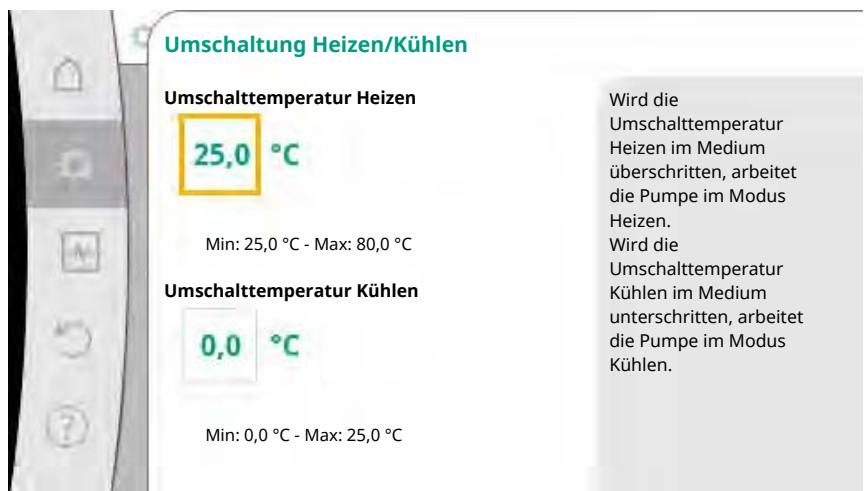 Umschaltung Heizen/Kühlen
Umschalttemperatur Heizen
25,0 °C
Min: 25,0 °C - Max: 80,0 °C
Umschalttemperatur Kühlen
0,0 °C
Min: 0,0 °C - Max: 25,0 °C
Wird die
Umschalttemperatur
Heizen im Medium
überschritten, arbeitet
die Pumpe im Modus
Heizen.
Wird die
Umschalttemperatur
Kühlen im Medium
unterschritten, arbeitet
die Pumpe im Modus
Kühlen.